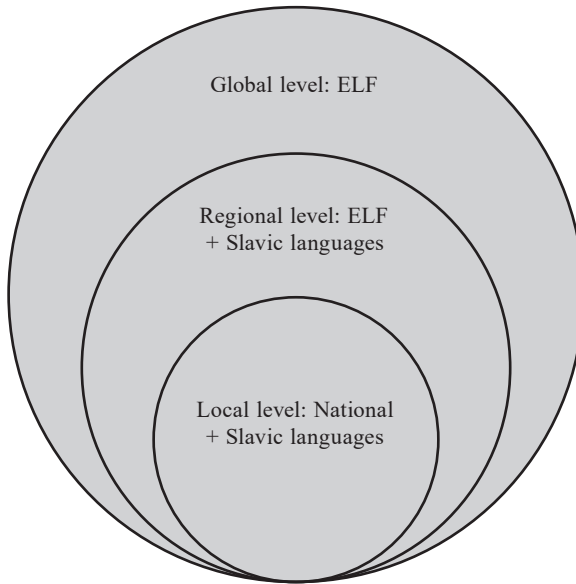 Global level: ELF
Regional level: ELF
+ Slavic languages
Local level: National
+ Slavic languages